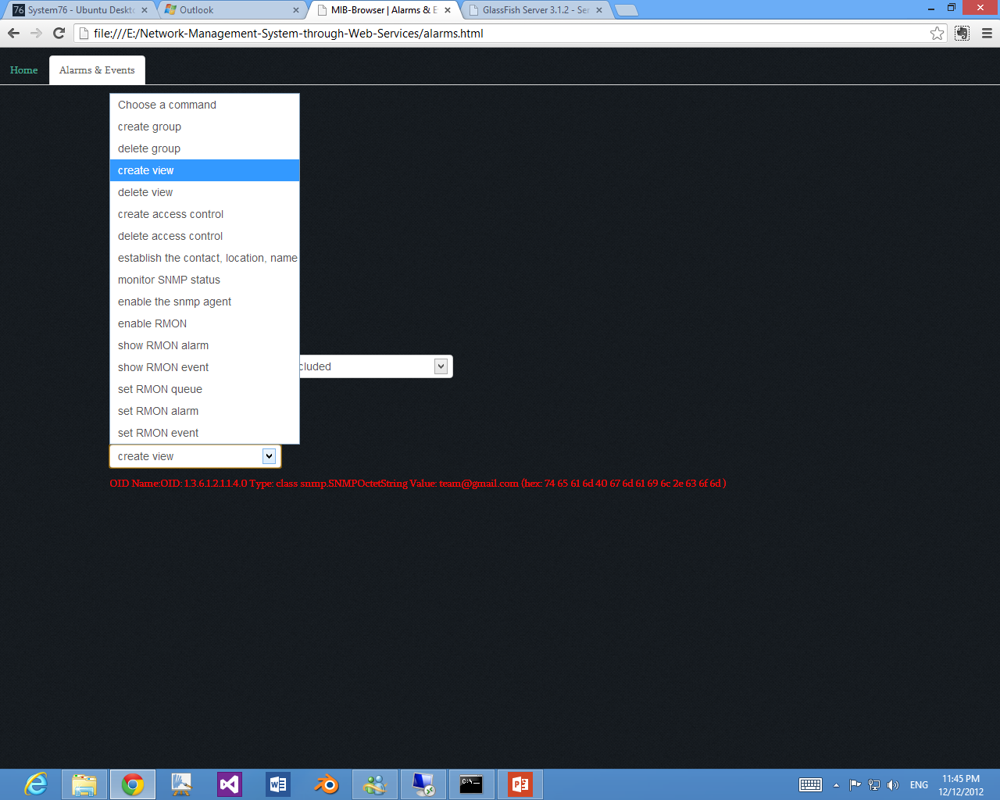 System76 - Ubuntu Deskto
Outlook
MIB-Browser | Alarms & E
GlassFish Server 3.1.2 - Ser
file:///E:/Network-Management-System-through-Web-Services/alarms.html
Home
Alarms & Events
Choose a command
create group
delete group
create view
delete view
create access control
delete access control
establish the contact, location, name
monitor SNMP status
enable the snmp agent
enable RMON
show RMON alarm
show RMON event
cluded
set RMON queue
set RMON alarm
set RMON event
create view
OID Name:OID: 1.3.6.1.2.1.1.4.0 Type: class snmp.SNMPOctetString Value: team@gmail.com (hex: 74 65 61 6d 40 67 6d 61 69 6c 2e 63 6f 6d )
ENG
11:45 PM
12/12/2012